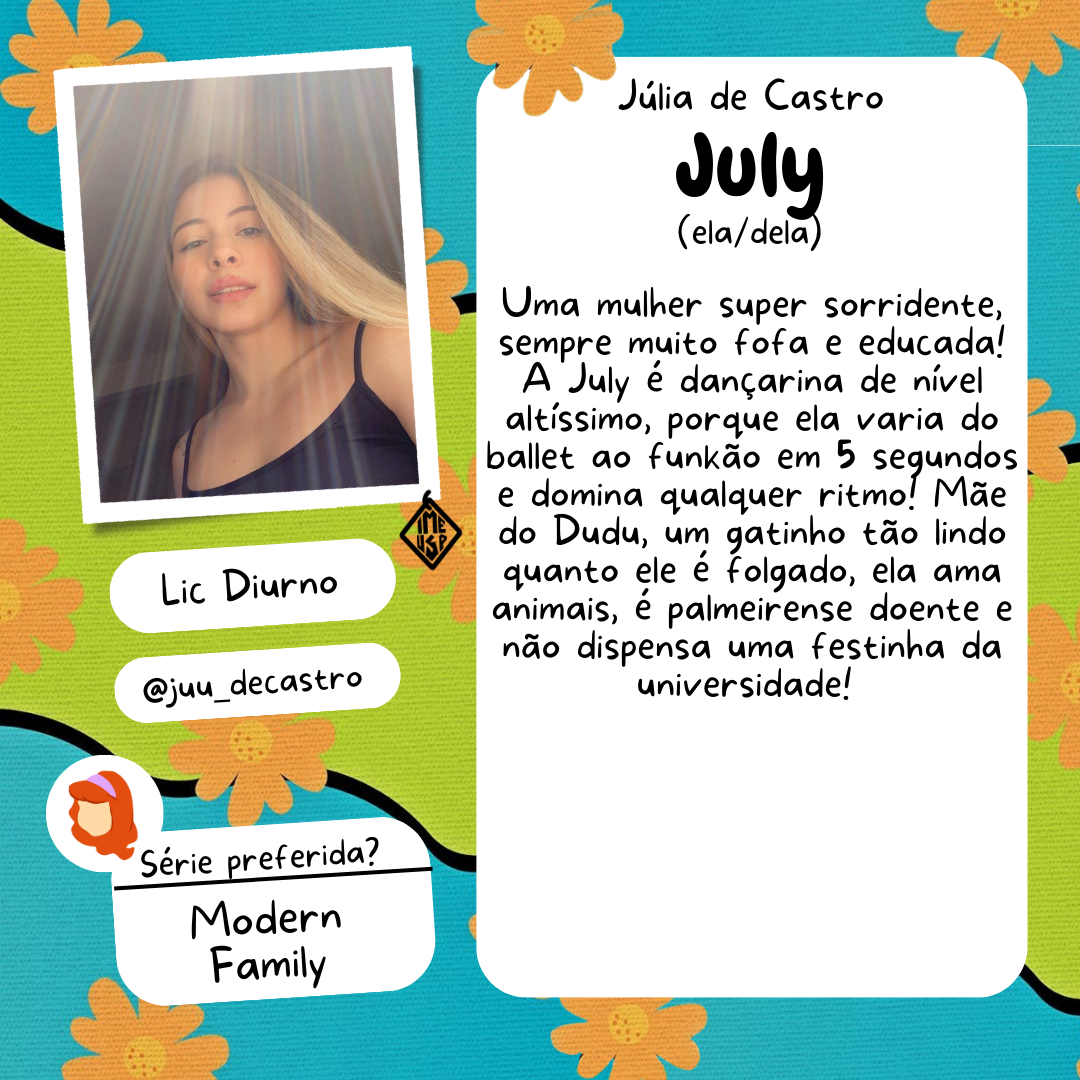 Júlia de Castro
July
(ela/dela)
Uma mulher super sorridente,
sempre muito fofa e educada!
A July é dançarina de nível
altíssimo, porque ela varia do
ballet ao funkão em 5 segundos
e domina qualquer ritmo! Mãe
do Dudu, um gatinho tão lindo
quanto ele é folgado, ela ama
animais, é palmeirense doente e
não dispensa uma festinha da
universidade!
IME
USP
Lic Diurno
@juu_decastro
Série preferida?
Modern
Family